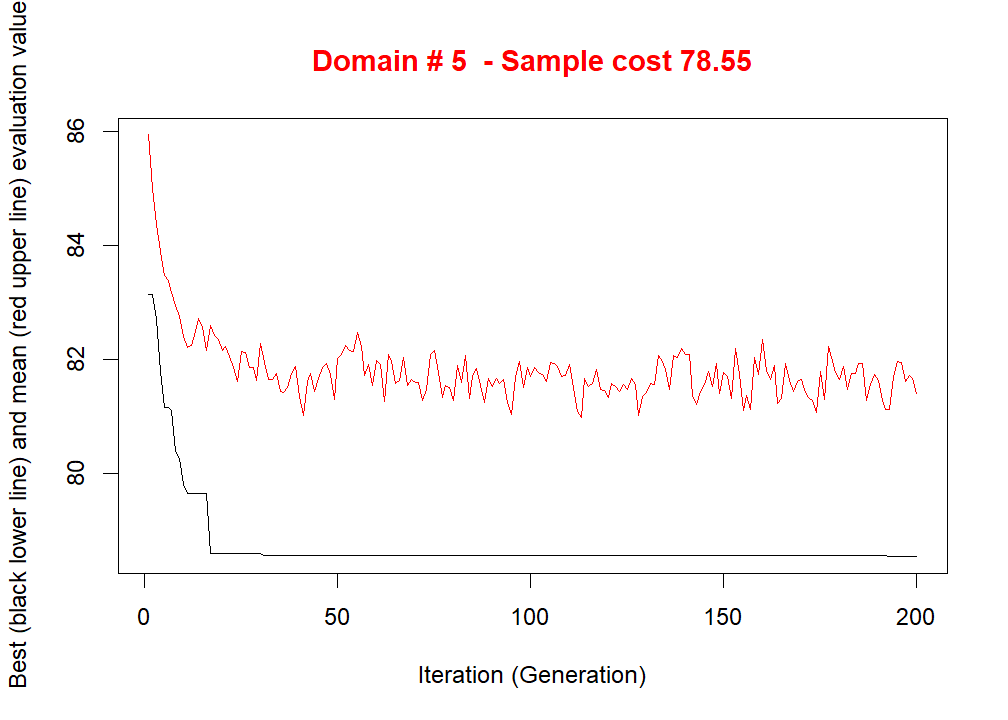 Domain # 5  - Sample cost 78.55
Best (black lower line) and mean (red upper line) evaluation value
86
84
82
80
0 50 100 150 200
Iteration (Generation)